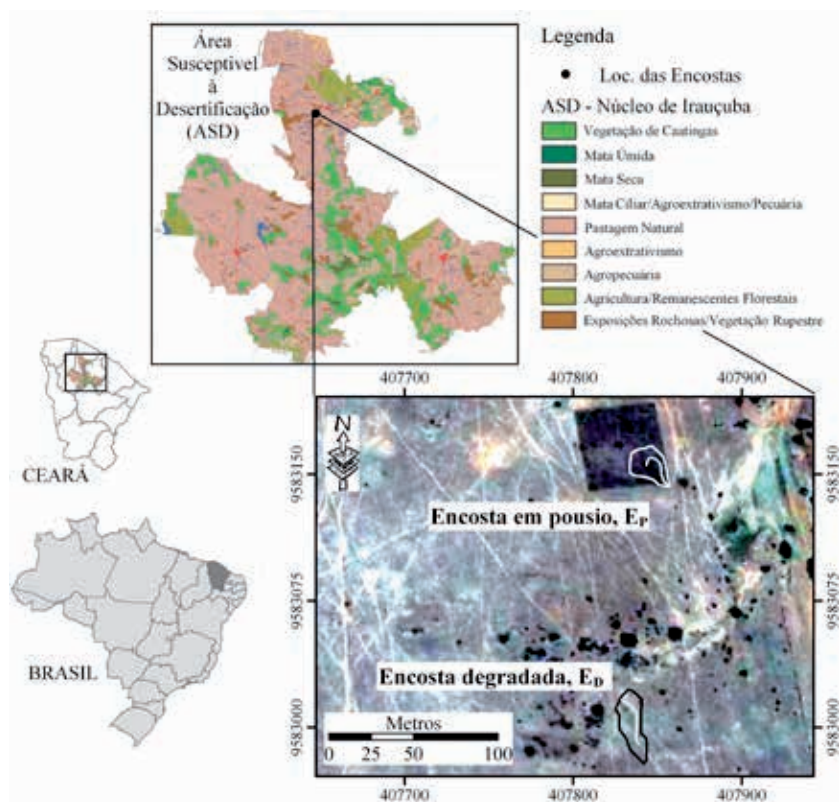 Área
Susceptivel
à
Desertificação
(ASD)
Legenda
Loc. das Encostas
ASD - Núcleo de Irauçuba
Vegetação de Caatingas
Mata Úmida
Mata Seca
Mata Ciliar/Agroextrativismo/Pecuária
Pastagem Natural
Agroextrativismo
Agropecuária
Agricultura/Remanescentes Florestais
Exposições Rochosas/Vegetação Rupestre
CEARÁ
BRASIL
407700 407800 407900
N
9583150 9583150
Encosta em pousio, EP
9583075 9583075
Encosta degradada, ED
9583000 9583000
Metros
0 25 50 100
407700 407800 407900